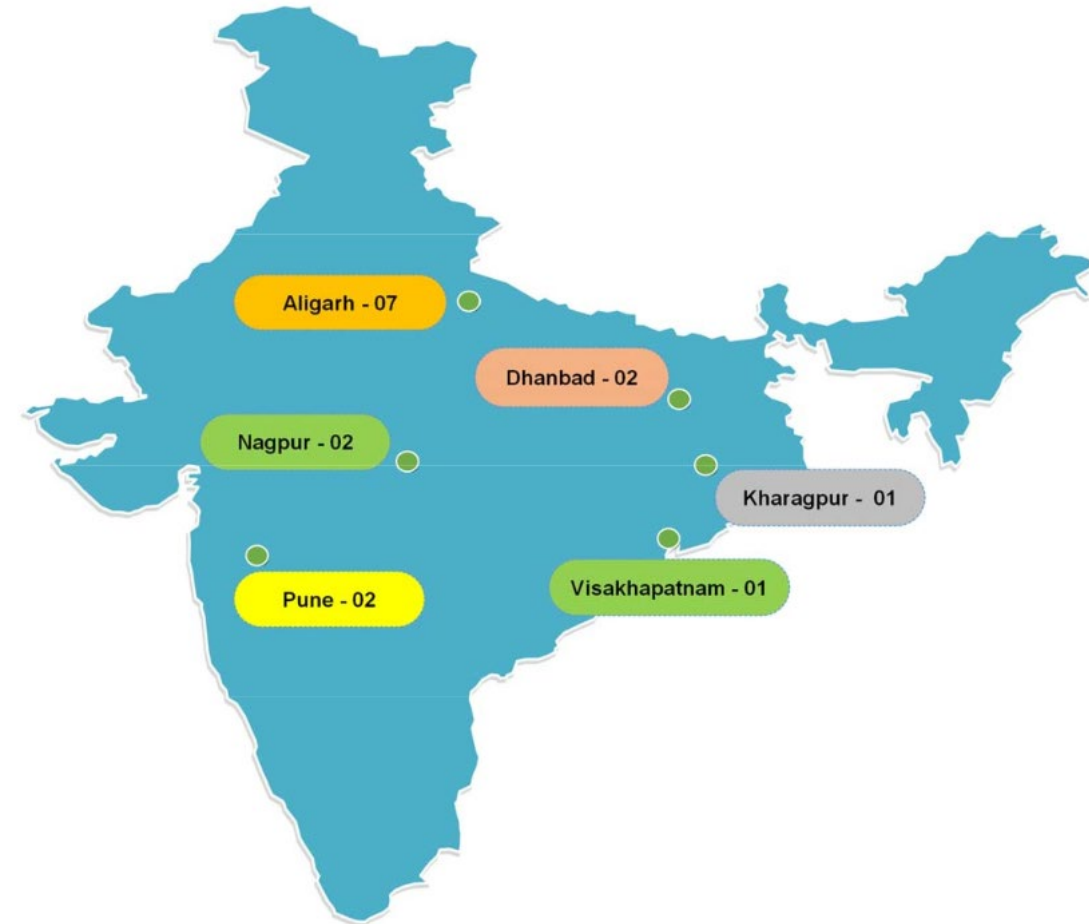 Aligarh - 07
Dhanbad - 02
Nagpur - 02
Kharagpur -  01
Visakhapatnam - 01
Pune - 02